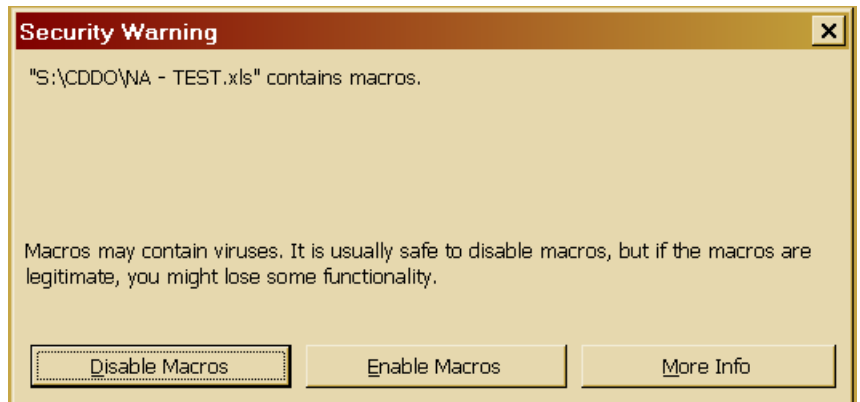 Security Warning
"S:\CDDO\NA - TEST.xls" contains macros.
Macros may contain viruses. It is usually safe to disable macros, but if the macros are
legitimate, you might lose some functionality.
Disable Macros
Enable Macros
More Info